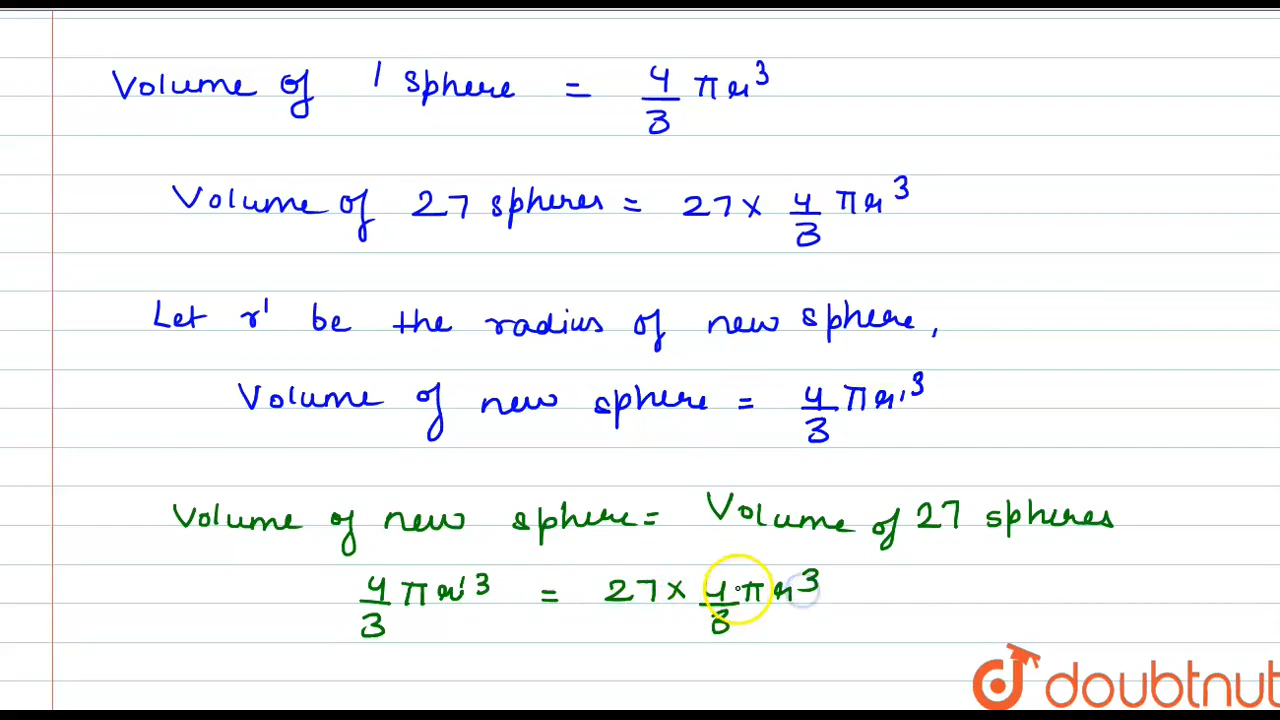 Volume of 1 sphere = 4/3 πr³
Volume of 27 spheres = 27 × 4/3 πr³
Let r' be the radius of new sphere,
Volume of new sphere = 4/3 πr'³
Volume of new sphere = Volume of 27 spheres
4/3 πr'³ = 27 × 4/3 πr³
doubtnut